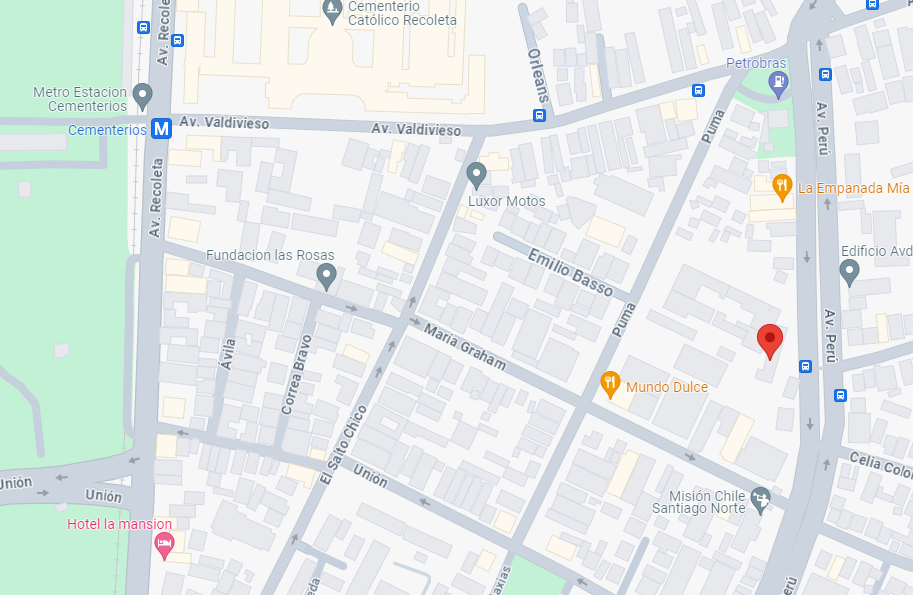 Cementerio
Católico Recoleta
Av. Recoleta
Orleans
Petrobras
Metro Estacion
Cementerios
Cementerios
M
Av. Valdivieso
Av. Valdivieso
Puma
Av. Perú
Av. Recoleta
Luxor Motos
La Empanada Mía
Fundacion las Rosas
Emilio Basso
Edificio Avd
Puma
Av. Perú
Maria Graham
Ávila
Correa Bravo
Mundo Dulce
El Salto Chico
Unión
Unión
Unión
Celia Colo
Misión Chile
Santiago Norte
Hotel la mansion